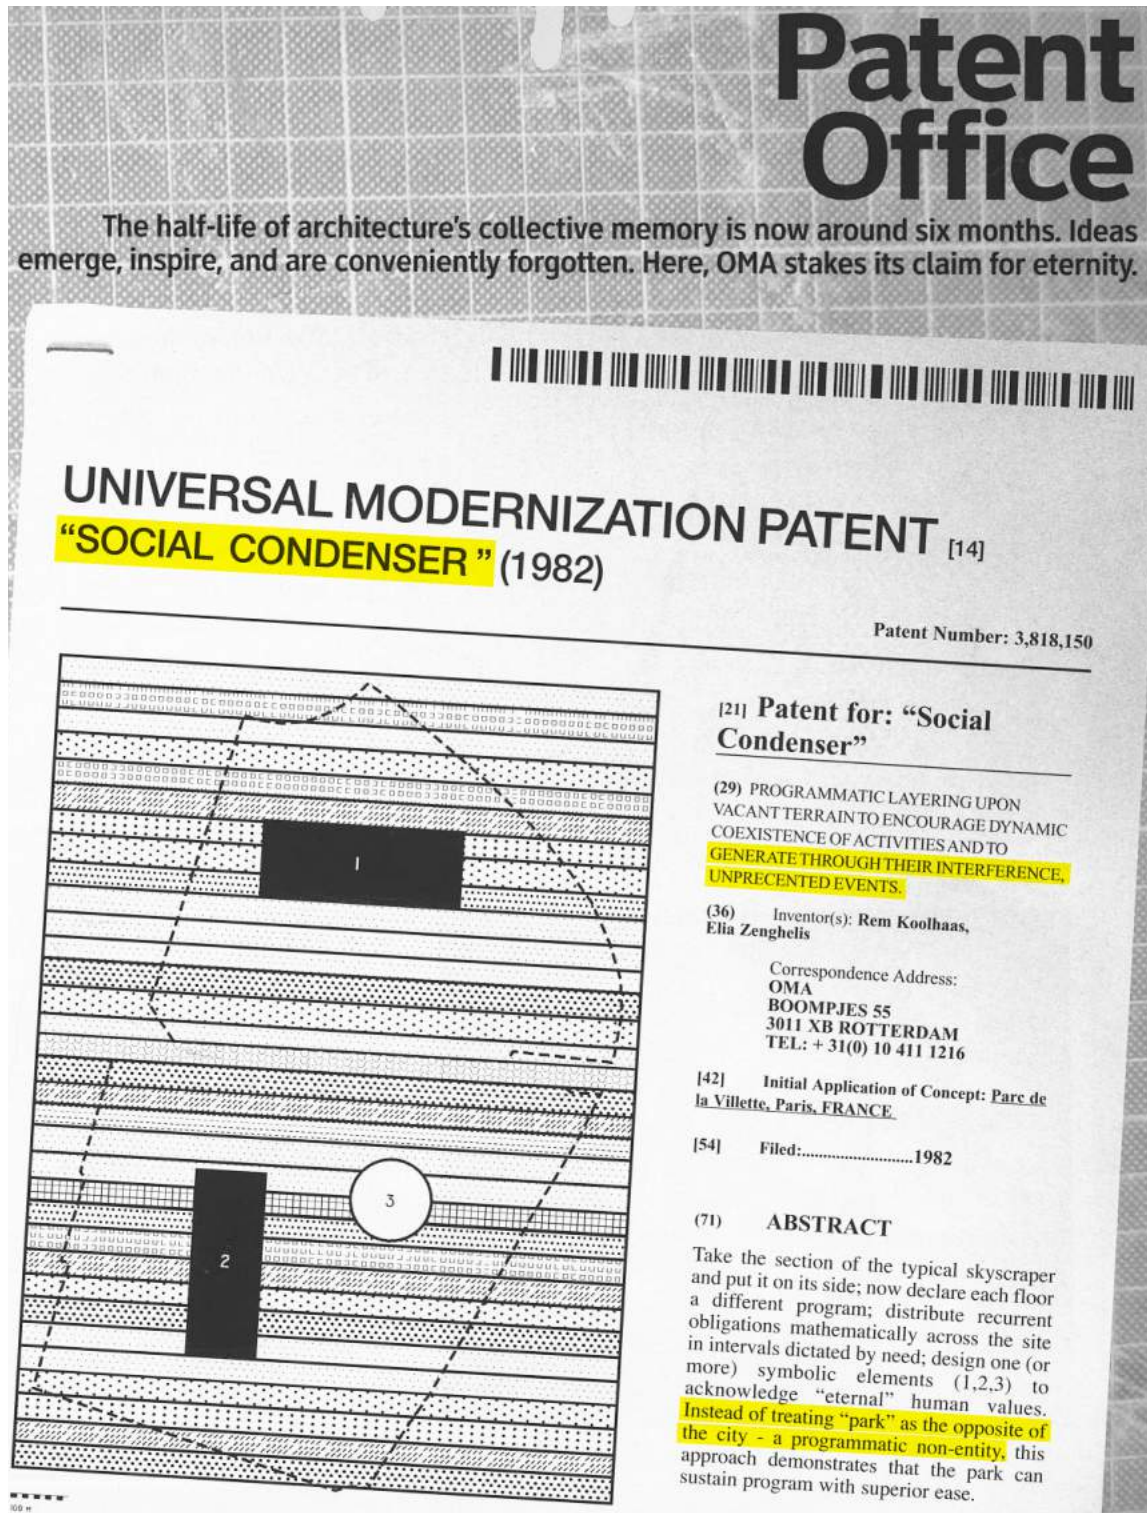 Patent
Office
The half-life of architecture's collective memory is now around six months. Ideas
emerge, inspire, and are conveniently forgotten. Here, OMA stakes its claim for eternity.
UNIVERSAL MODERNIZATION PATENT [14]
“SOCIAL CONDENSER ” (1982)
Patent Number: 3,818,150
1
2
3
[21] Patent for: “Social
Condenser”
(29) PROGRAMMATIC LAYERING UPON
VACANT TERRAIN TO ENCOURAGE DYNAMIC
COEXISTENCE OF ACTIVITIES AND TO
GENERATE THROUGH THEIR INTERFERENCE,
UNPRECENTED EVENTS.
(36) Inventor(s): Rem Koolhaas,
Elia Zenghelis
Correspondence Address:
OMA
BOOMPJES 55
3011 XB ROTTERDAM
TEL: + 31(0) 10 411 1216
[42] Initial Application of Concept: Parc de
la Villette, Paris, FRANCE
[54] Filed:..........................1982
(71) ABSTRACT
Take the section of the typical skyscraper
and put it on its side; now declare each floor
a different program; distribute recurrent
obligations mathematically across the site
in intervals dictated by need; design one (or
more) symbolic elements (1,2,3) to
acknowledge “eternal” human values.
Instead of treating “park” as the opposite of
the city - a programmatic non-entity, this
approach demonstrates that the park can
sustain program with superior ease.